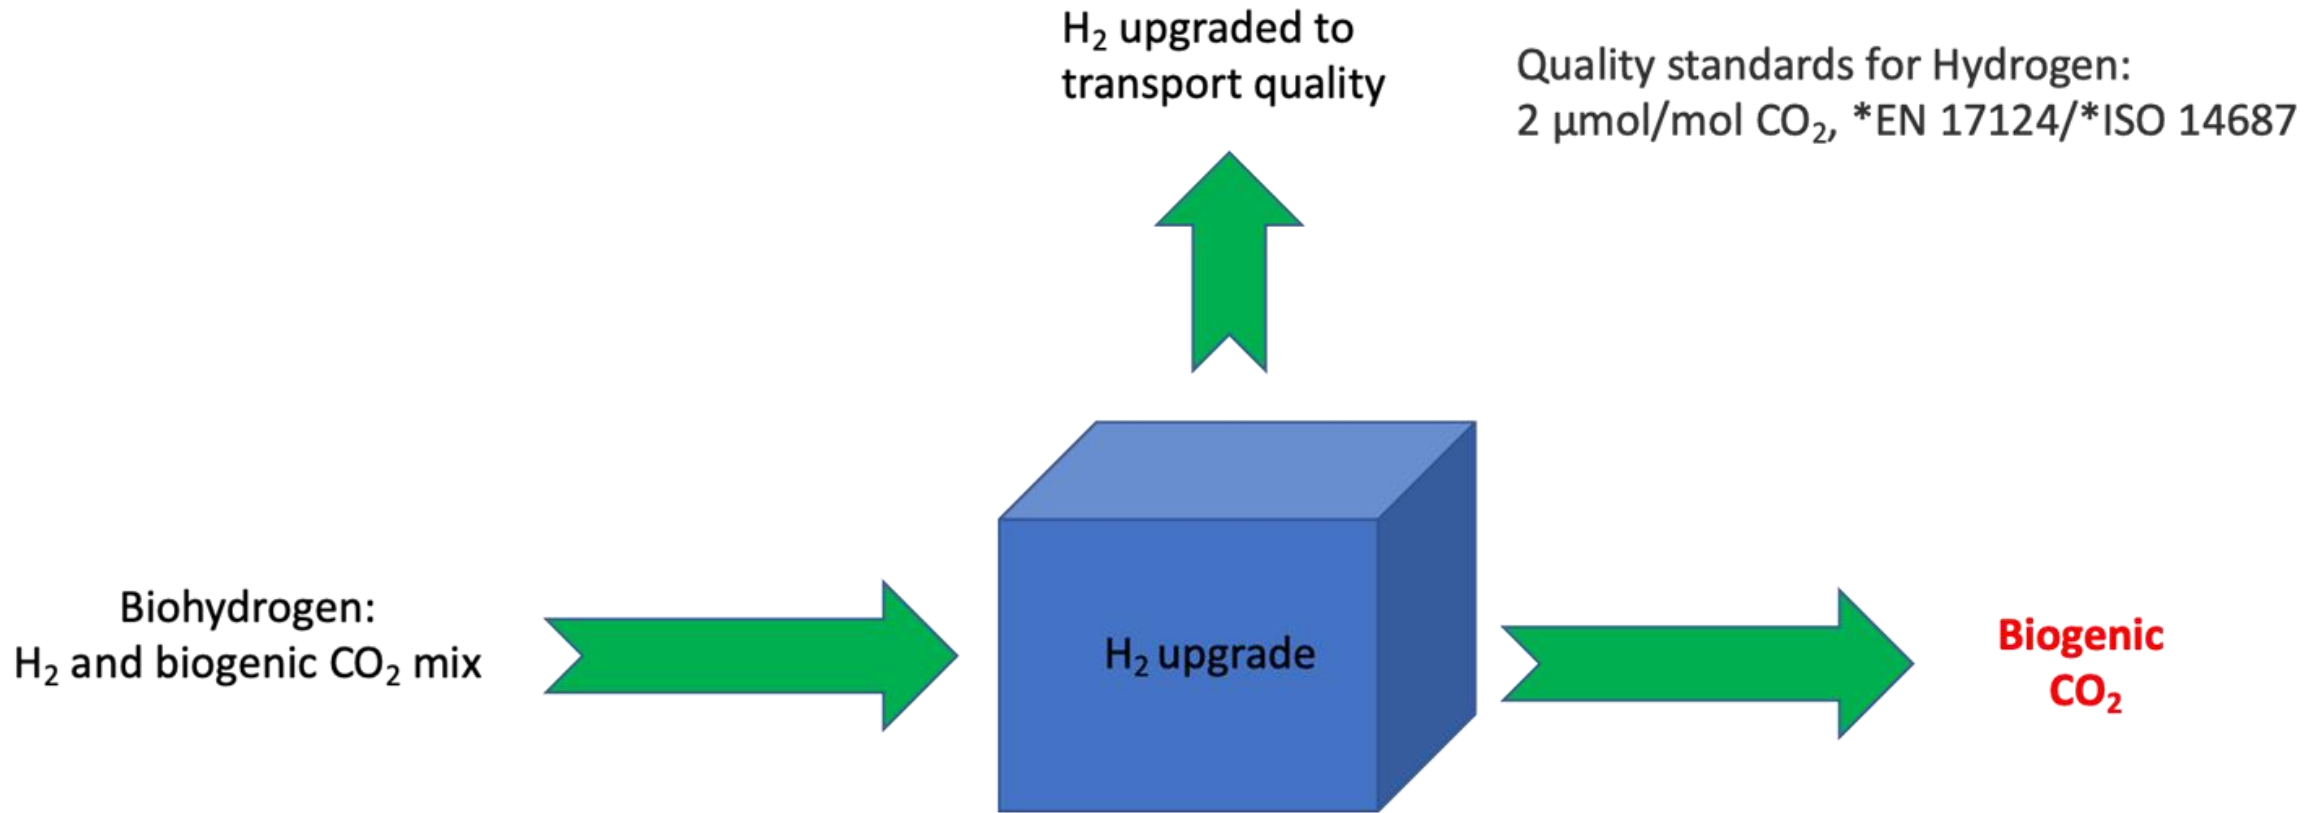 H₂ upgraded to
transport quality
Quality standards for Hydrogen:
2 µmol/mol CO₂, *EN 17124/*ISO 14687
Biohydrogen:
H₂ and biogenic CO₂ mix
H₂ upgrade
Biogenic
CO₂